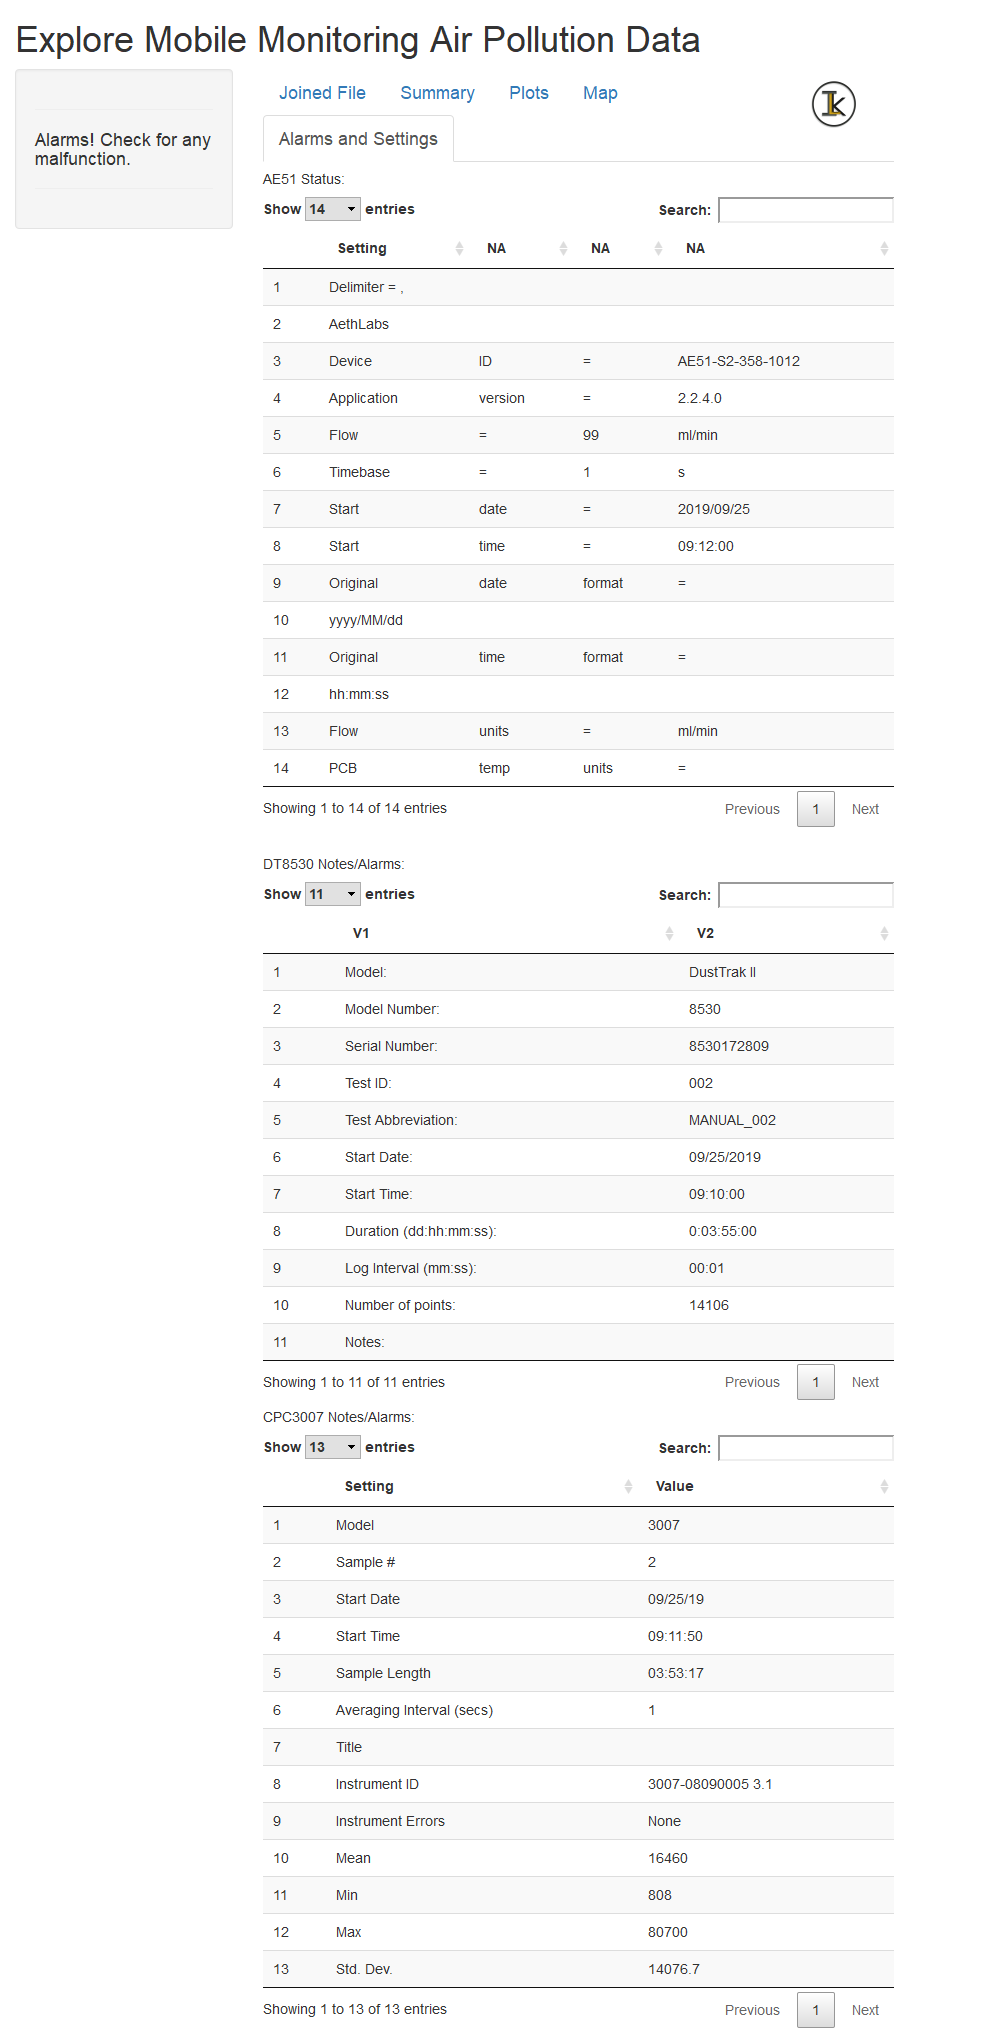 Explore Mobile Monitoring Air Pollution Data
Alarms! Check for any
malfunction.
Joined File Summary Plots Map
Alarms and Settings
AE51 Status:
Show 14 entries Search:
Setting NA NA NA
1 Delimiter = ,
2 AethLabs
3 Device ID = AE51-S2-358-1012
4 Application version = 2.2.4.0
5 Flow = 99 ml/min
6 Timebase = 1 s
7 Start date = 2019/09/25
8 Start time = 09:12:00
9 Original date format =
10 yyyy/MM/dd
11 Original time format =
12 hh:mm:ss
13 Flow units = ml/min
14 PCB temp units =
Showing 1 to 14 of 14 entries Previous 1 Next
DT8530 Notes/Alarms:
Show 11 entries Search:
V1 V2
1 Model: DustTrak II
2 Model Number: 8530
3 Serial Number: 8530172809
4 Test ID: 002
5 Test Abbreviation: MANUAL_002
6 Start Date: 09/25/2019
7 Start Time: 09:10:00
8 Duration (dd:hh:mm:ss): 0:03:55:00
9 Log Interval (mm:ss): 00:01
10 Number of points: 14106
11 Notes:
Showing 1 to 11 of 11 entries Previous 1 Next
CPC3007 Notes/Alarms:
Show 13 entries Search:
Setting Value
1 Model 3007
2 Sample # 2
3 Start Date 09/25/19
4 Start Time 09:11:50
5 Sample Length 03:53:17
6 Averaging Interval (secs) 1
7 Title
8 Instrument ID 3007-08090005 3.1
9 Instrument Errors None
10 Mean 16460
11 Min 808
12 Max 80700
13 Std. Dev. 14076.7
Showing 1 to 13 of 13 entries Previous 1 Next